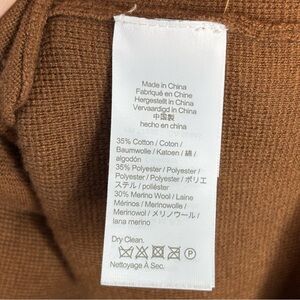 Made in China
Fabriqué en Chine
Hergestellt in China
Vervaardigd in China
中国製
hecho en china
35% Cotton / Coton /
Baumwolle / Katoen / 綿 /
algodón
35% Polyester / Polyester /
Polyester / Polyester / ポリエ
ステル / poliéster
30% Merino Wool / Laine
Mérinos / Merinowolle /
Merinowol / メリノウール /
lana merino
Dry Clean.
Nettoyage À Sec.